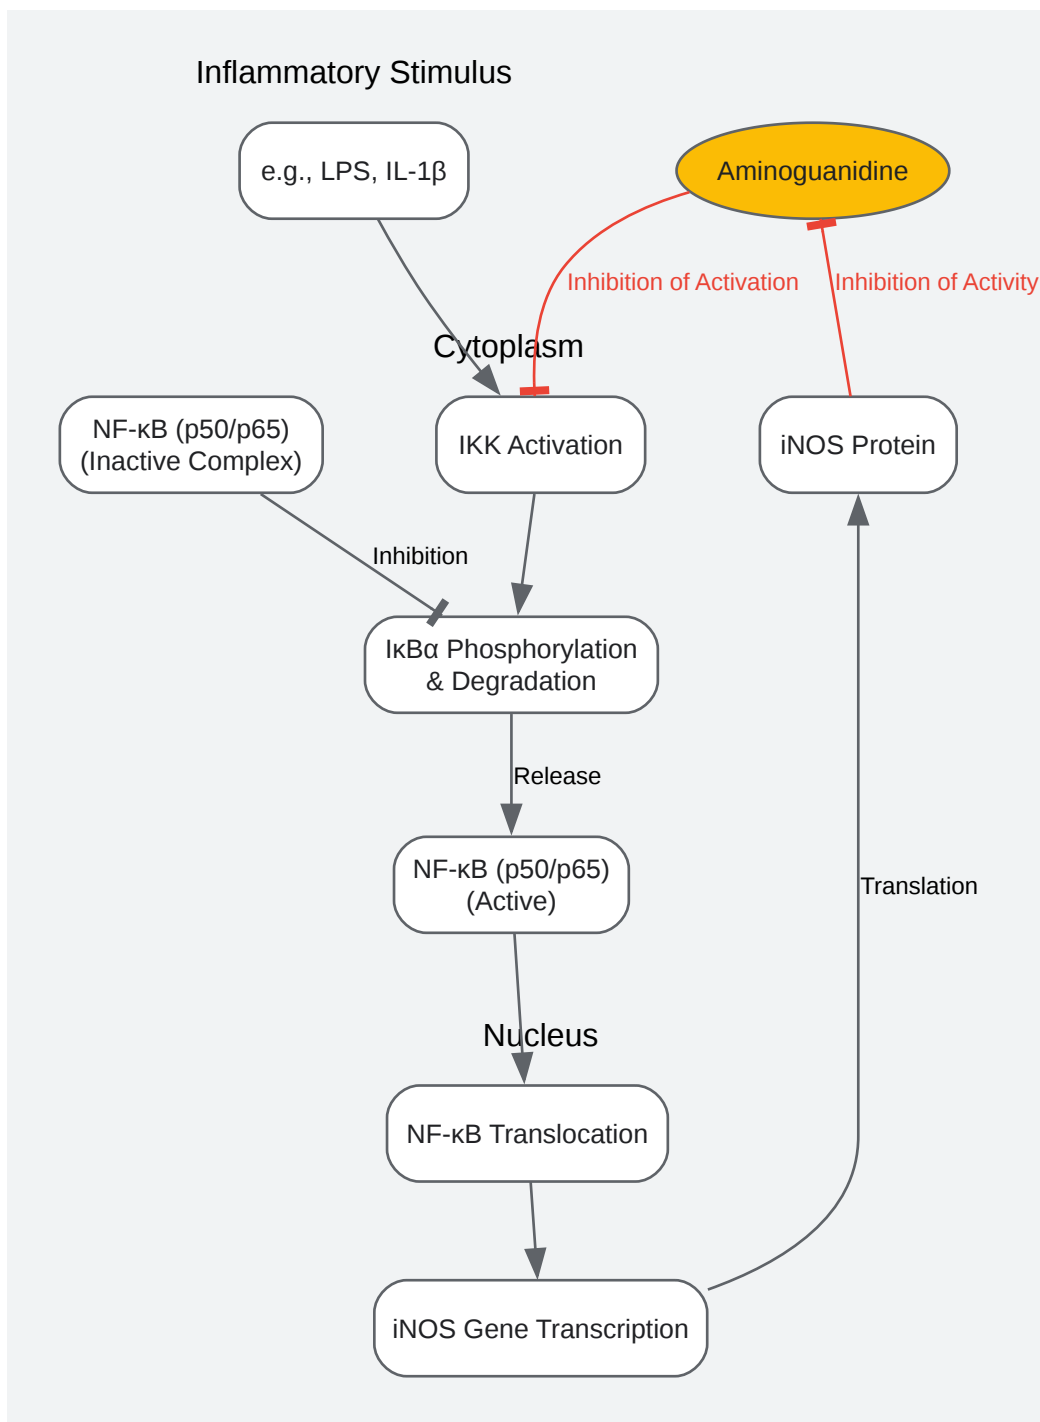 Inflammatory Stimulus
e.g., LPS, IL-1β
Aminoguanidine
Inhibition of Activation
Inhibition of Activity
Cytoplasm
NF-κB (p50/p65)
(Inactive Complex)
IKK Activation
iNOS Protein
Inhibition
IκBα Phosphorylation
& Degradation
Release
NF-κB (p50/p65)
(Active)
Translation
Nucleus
NF-κB Translocation
iNOS Gene Transcription